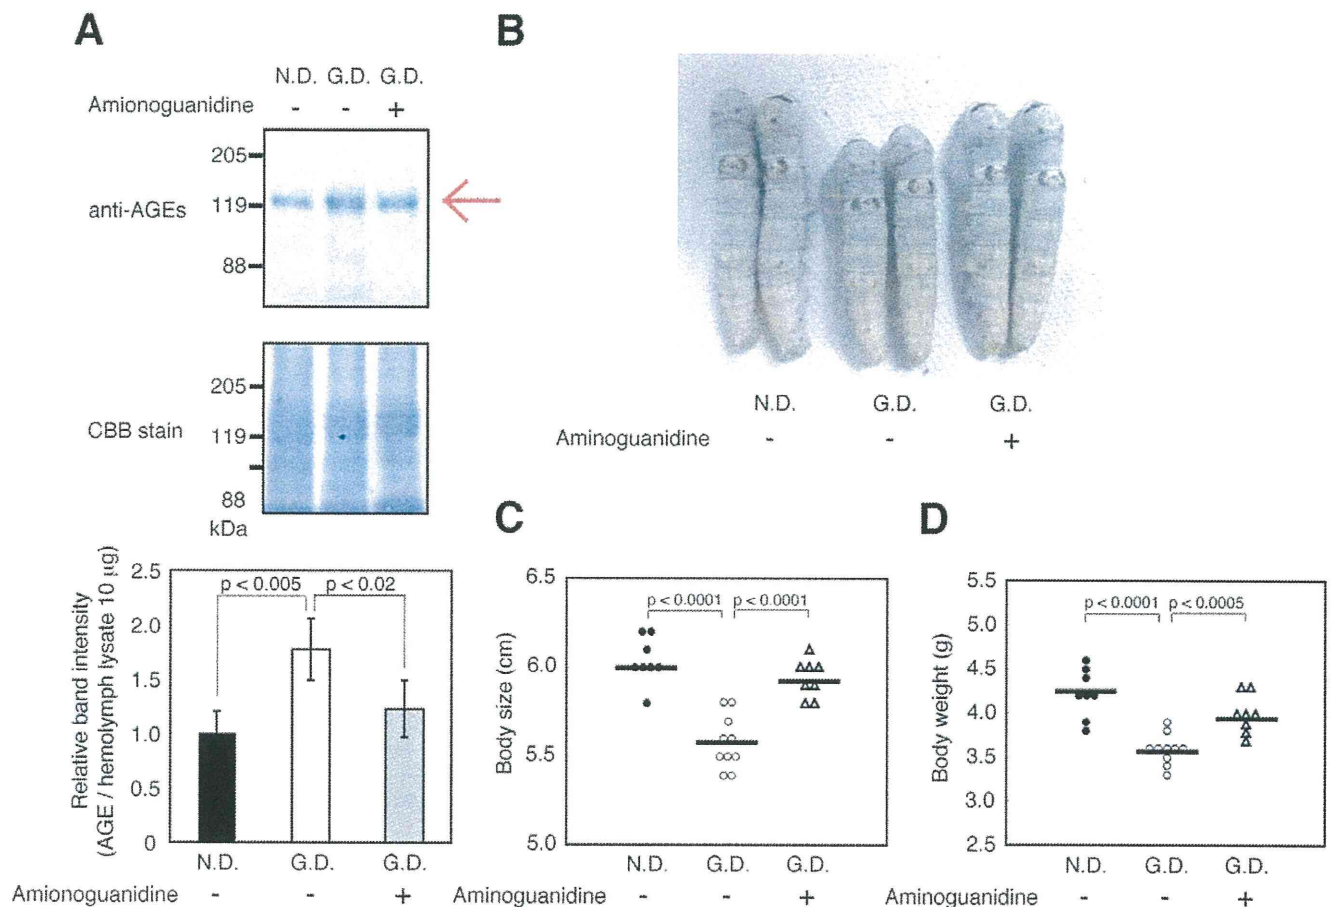 A
N.D. G.D. G.D.
Amionoguanidine - - +
205
anti-AGEs 119
88
205
CBB stain 119
88
kDa
Relative band intensity
(AGE / hemolymph lysate 10 µg)
2.5
2.0
1.5
1.0
0.5
0
p < 0.005 p < 0.02
N.D. G.D. G.D.
Amionoguanidine - - +
B
N.D. G.D. G.D.
Aminoguanidine - - +
C
Body size (cm)
6.5
6.0
5.5
5.0
p < 0.0001 p < 0.0001
N.D. G.D. G.D.
Aminoguanidine - - +
D
Body weight (g)
5.5
5.0
4.5
4.0
3.5
3.0
2.5
p < 0.0001 p < 0.0005
N.D. G.D. G.D.
Aminoguanidine - - +